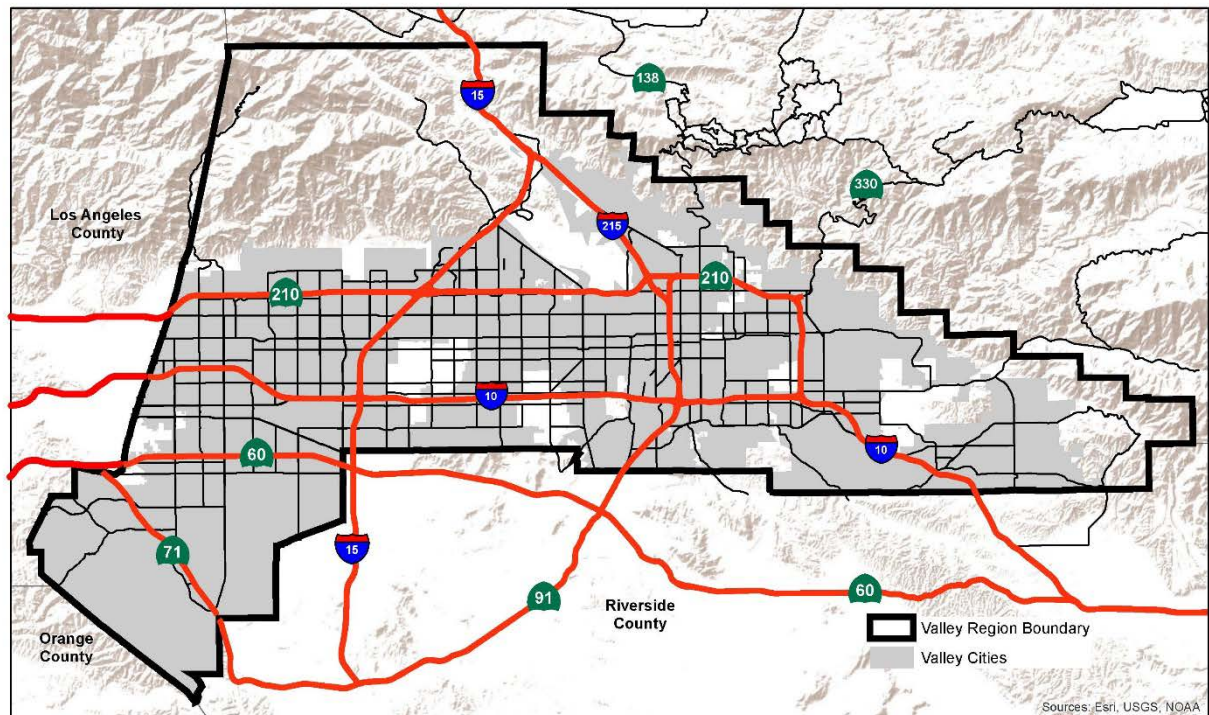 138
15
330
Los Angeles
County
215
210
210
10
60
10
71
15
91
Riverside
County
60
Orange
County
Valley Region Boundary
Valley Cities
Sources: Esri, USGS, NOAA